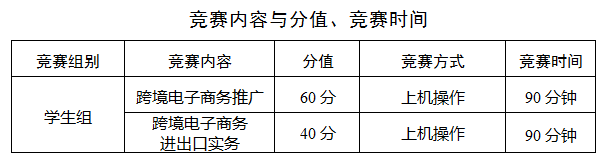 竞赛内容与分值、竞赛时间
竞赛组别 竞赛内容 分值 竞赛方式 竞赛时间
学生组 跨境电子商务推广 60 分 上机操作 90 分钟
跨境电子商务
进出口实务 40 分 上机操作 90 分钟